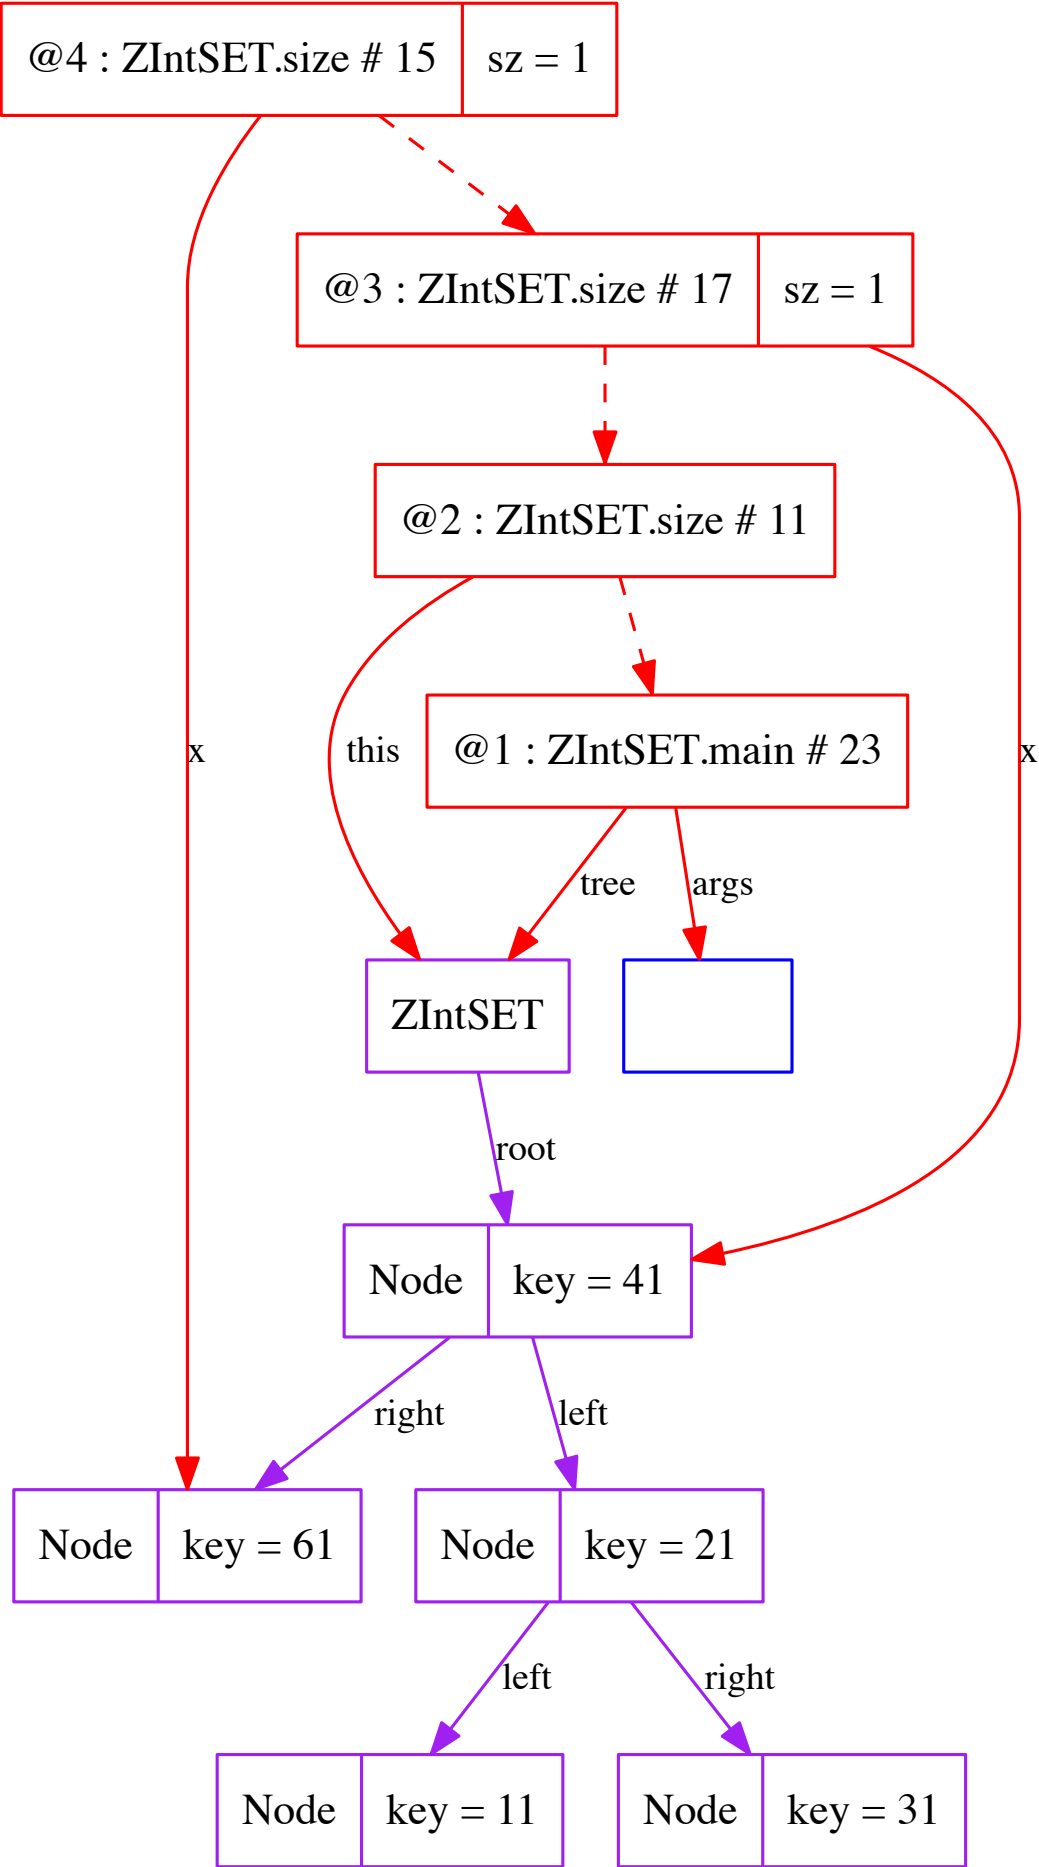 @4 : ZIntSET.size # 15 sz = 1
@3 : ZIntSET.size # 17 sz = 1
@2 : ZIntSET.size # 11
x this @1 : ZIntSET.main # 23 x
tree args
ZIntSET
root
Node key = 41
right left
Node key = 61 Node key = 21
left right
Node key = 11 Node key = 31